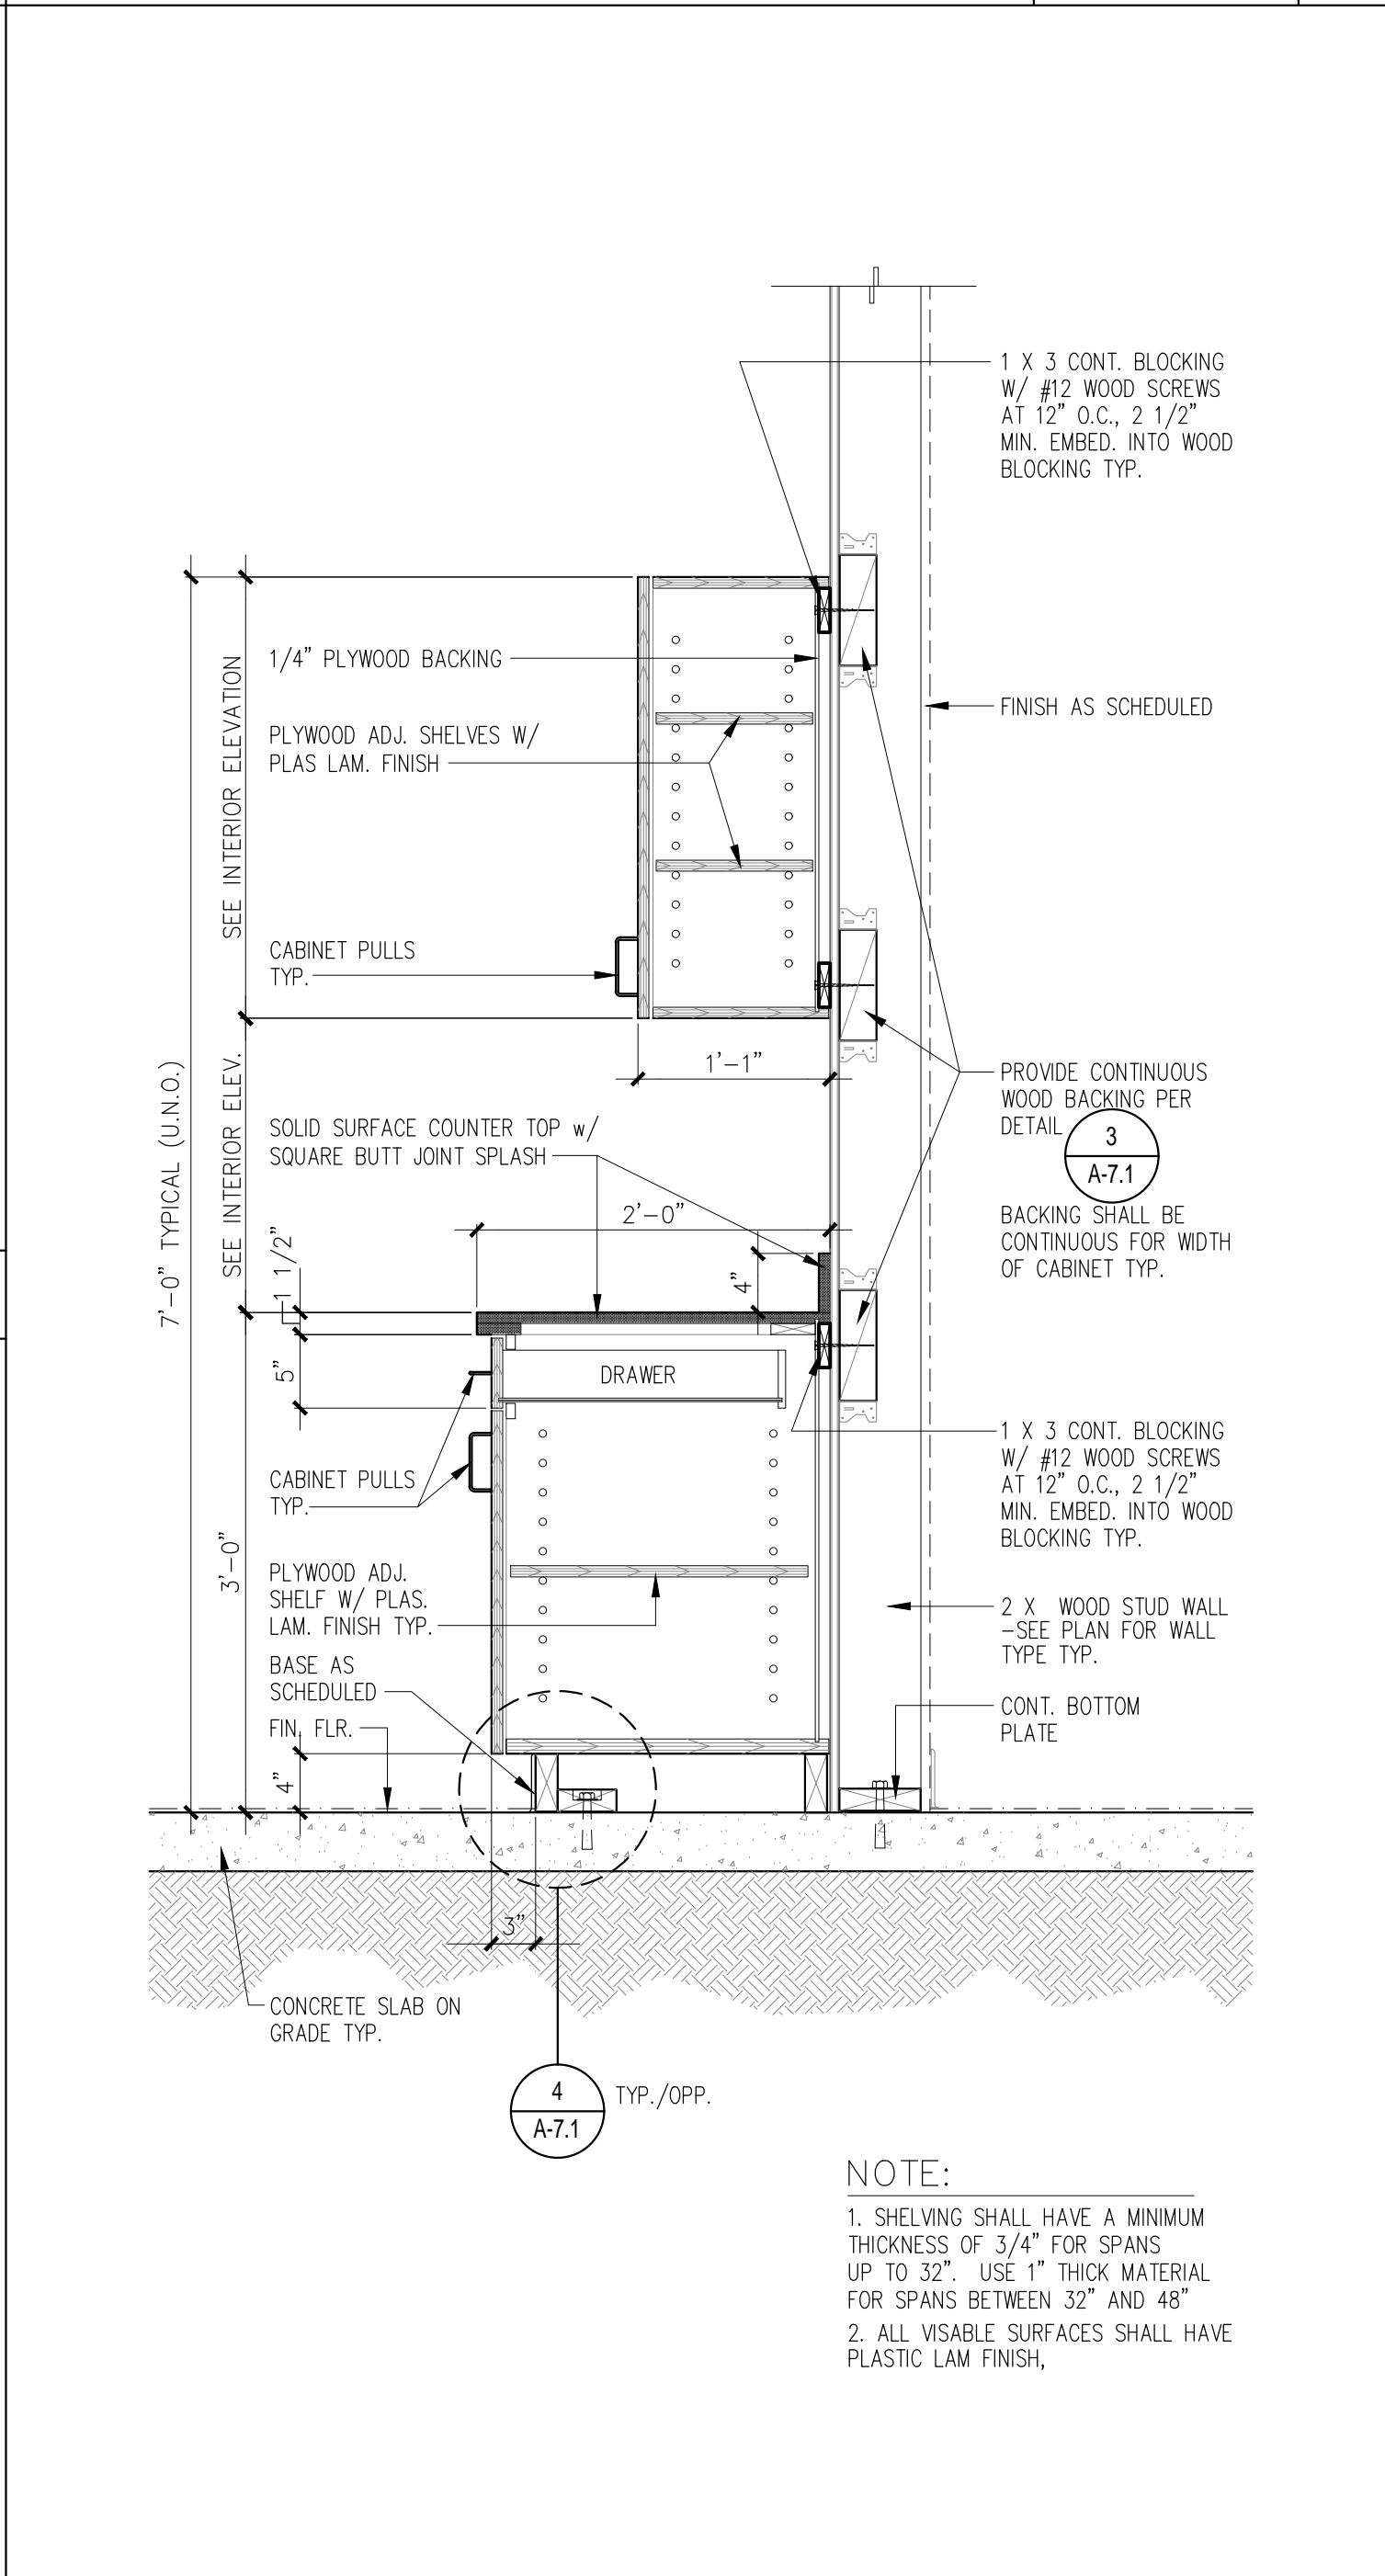 1 X 3 CONT. BLOCKING
W/ #12 WOOD SCREWS
AT 12" O.C., 2 1/2"
MIN. EMBED. INTO WOOD
BLOCKING TYP.
1/4" PLYWOOD BACKING
FINISH AS SCHEDULED
PLYWOOD ADJ. SHELVES W/
PLAS LAM. FINISH
SEE INTERIOR ELEVATION
CABINET PULLS
TYP.
1'-1"
PROVIDE CONTINUOUS
WOOD BACKING PER
DETAIL
3
A-7.1
BACKING SHALL BE
CONTINUOUS FOR WIDTH
OF CABINET TYP.
7'-0" TYPICAL (U.N.O.)
SEE INTERIOR ELEV.
SOLID SURFACE COUNTER TOP w/
SQUARE BUTT JOINT SPLASH
2'-0"
4"
1 1/2"
5"
DRAWER
1 X 3 CONT. BLOCKING
W/ #12 WOOD SCREWS
AT 12" O.C., 2 1/2"
MIN. EMBED. INTO WOOD
BLOCKING TYP.
CABINET PULLS
TYP.
3'-0"
PLYWOOD ADJ.
SHELF W/ PLAS.
LAM. FINISH TYP.
2 X WOOD STUD WALL
-SEE PLAN FOR WALL
TYPE TYP.
BASE AS
SCHEDULED
FIN. FLR.
CONT. BOTTOM
PLATE
4"
3"
CONCRETE SLAB ON
GRADE TYP.
4
A-7.1
TYP./OPP.
NOTE:
1. SHELVING SHALL HAVE A MINIMUM
THICKNESS OF 3/4" FOR SPANS
UP TO 32". USE 1" THICK MATERIAL
FOR SPANS BETWEEN 32" AND 48"
2. ALL VISABLE SURFACES SHALL HAVE
PLASTIC LAM FINISH,